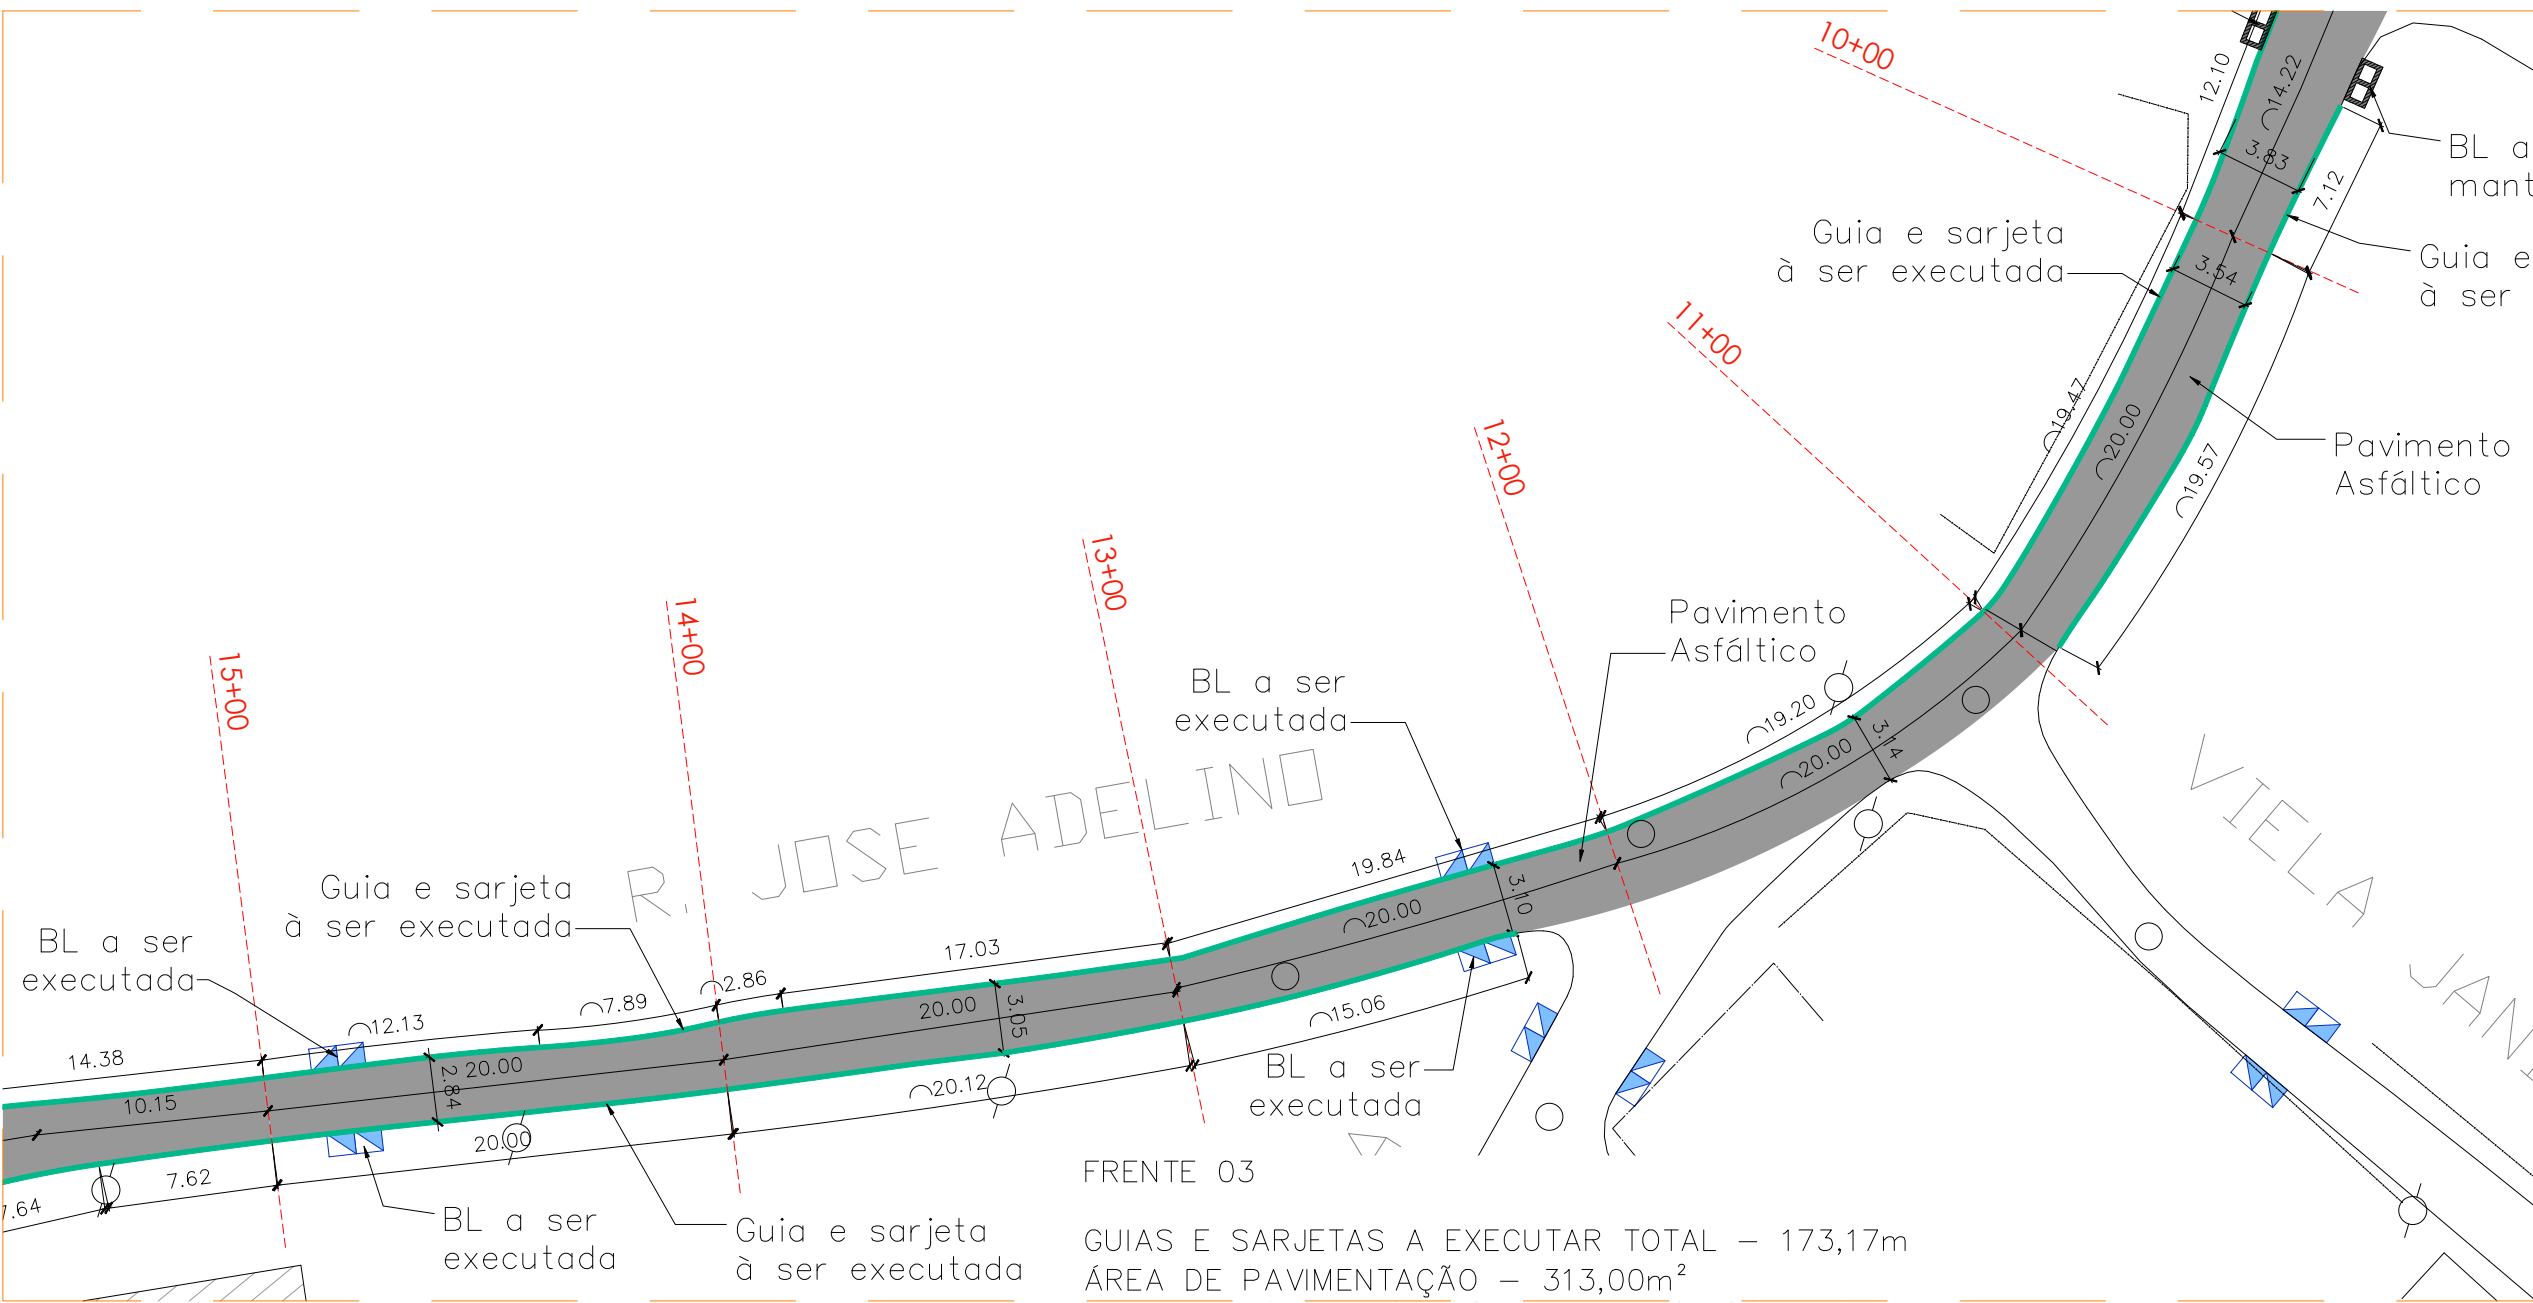 10+00
12.10
14.22
3.83
7.12
BL a
mant
Guia e sarjeta
à ser executada
Guia e
à ser
3.54
11+00
19.47
20.00
19.57
Pavimento
Asfáltico
12+00
13+00
14+00
15+00
Pavimento
Asfáltico
BL a ser
executada
19.20
3.14
20.00
VIELA JAN
R. JOSE ADELINO
19.84
3.10
20.00
Guia e sarjeta
à ser executada
BL a ser
executada
17.03
2.86
7.89
12.13
14.38
20.00
3.05
15.06
20.00
2.84
10.15
20.12
20.00
7.62
7.64
BL a ser
executada
BL a ser
executada
Guia e sarjeta
à ser executada
FRENTE 03
GUIAS E SARJETAS A EXECUTAR TOTAL – 173,17m
ÁREA DE PAVIMENTAÇÃO – 313,00m²